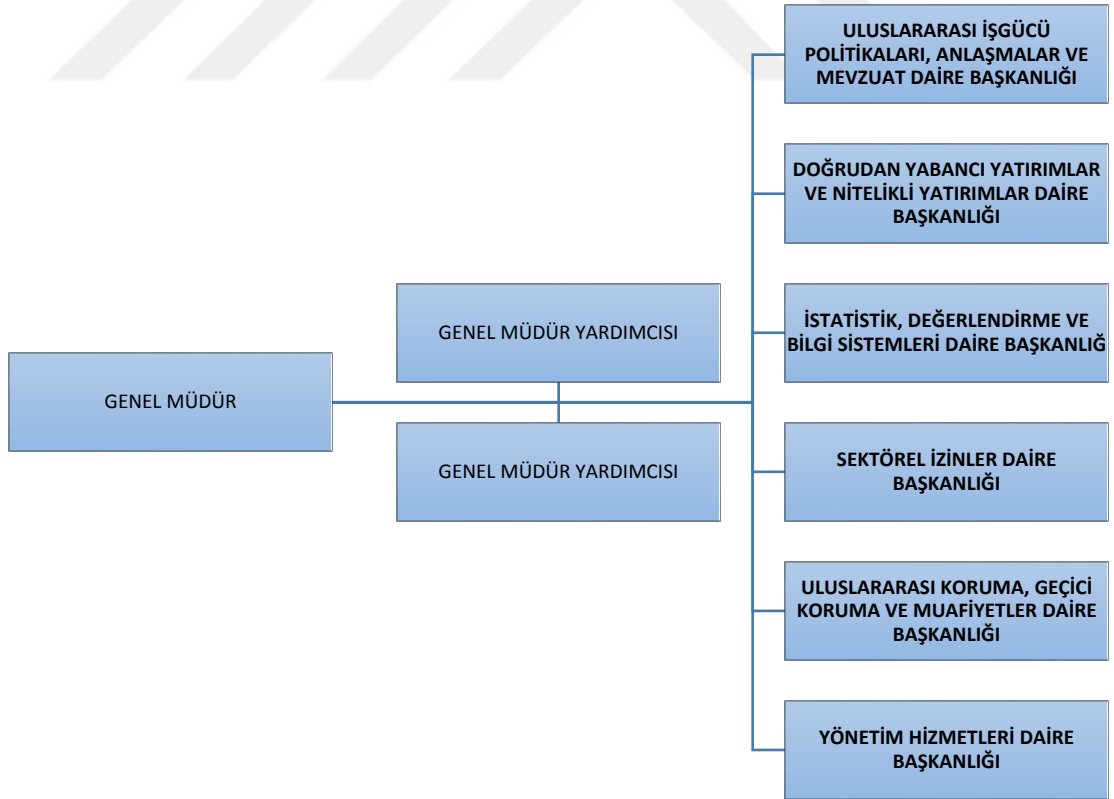 GENEL MÜDÜR
GENEL MÜDÜR YARDIMCISI
GENEL MÜDÜR YARDIMCISI
ULUSLARARASI İŞGÜCÜ
POLİTİKALARI, ANLAŞMALAR VE
MEVZUAT DAİRE BAŞKANLIĞI
DOĞRUDAN YABANCI YATIRIMLAR
VE NİTELİKLİ YATIRIMLAR DAİRE
BAŞKANLIĞI
İSTATİSTİK, DEĞERLENDİRME VE
BİLGİ SİSTEMLERİ DAİRE BAŞKANLIĞ
SEKTÖREL İZİNLER DAİRE
BAŞKANLIĞI
ULUSLARARASI KORUMA, GEÇİCİ
KORUMA VE MUAFİYETLER DAİRE
BAŞKANLIĞI
YÖNETİM HİZMETLERİ DAİRE
BAŞKANLIĞI